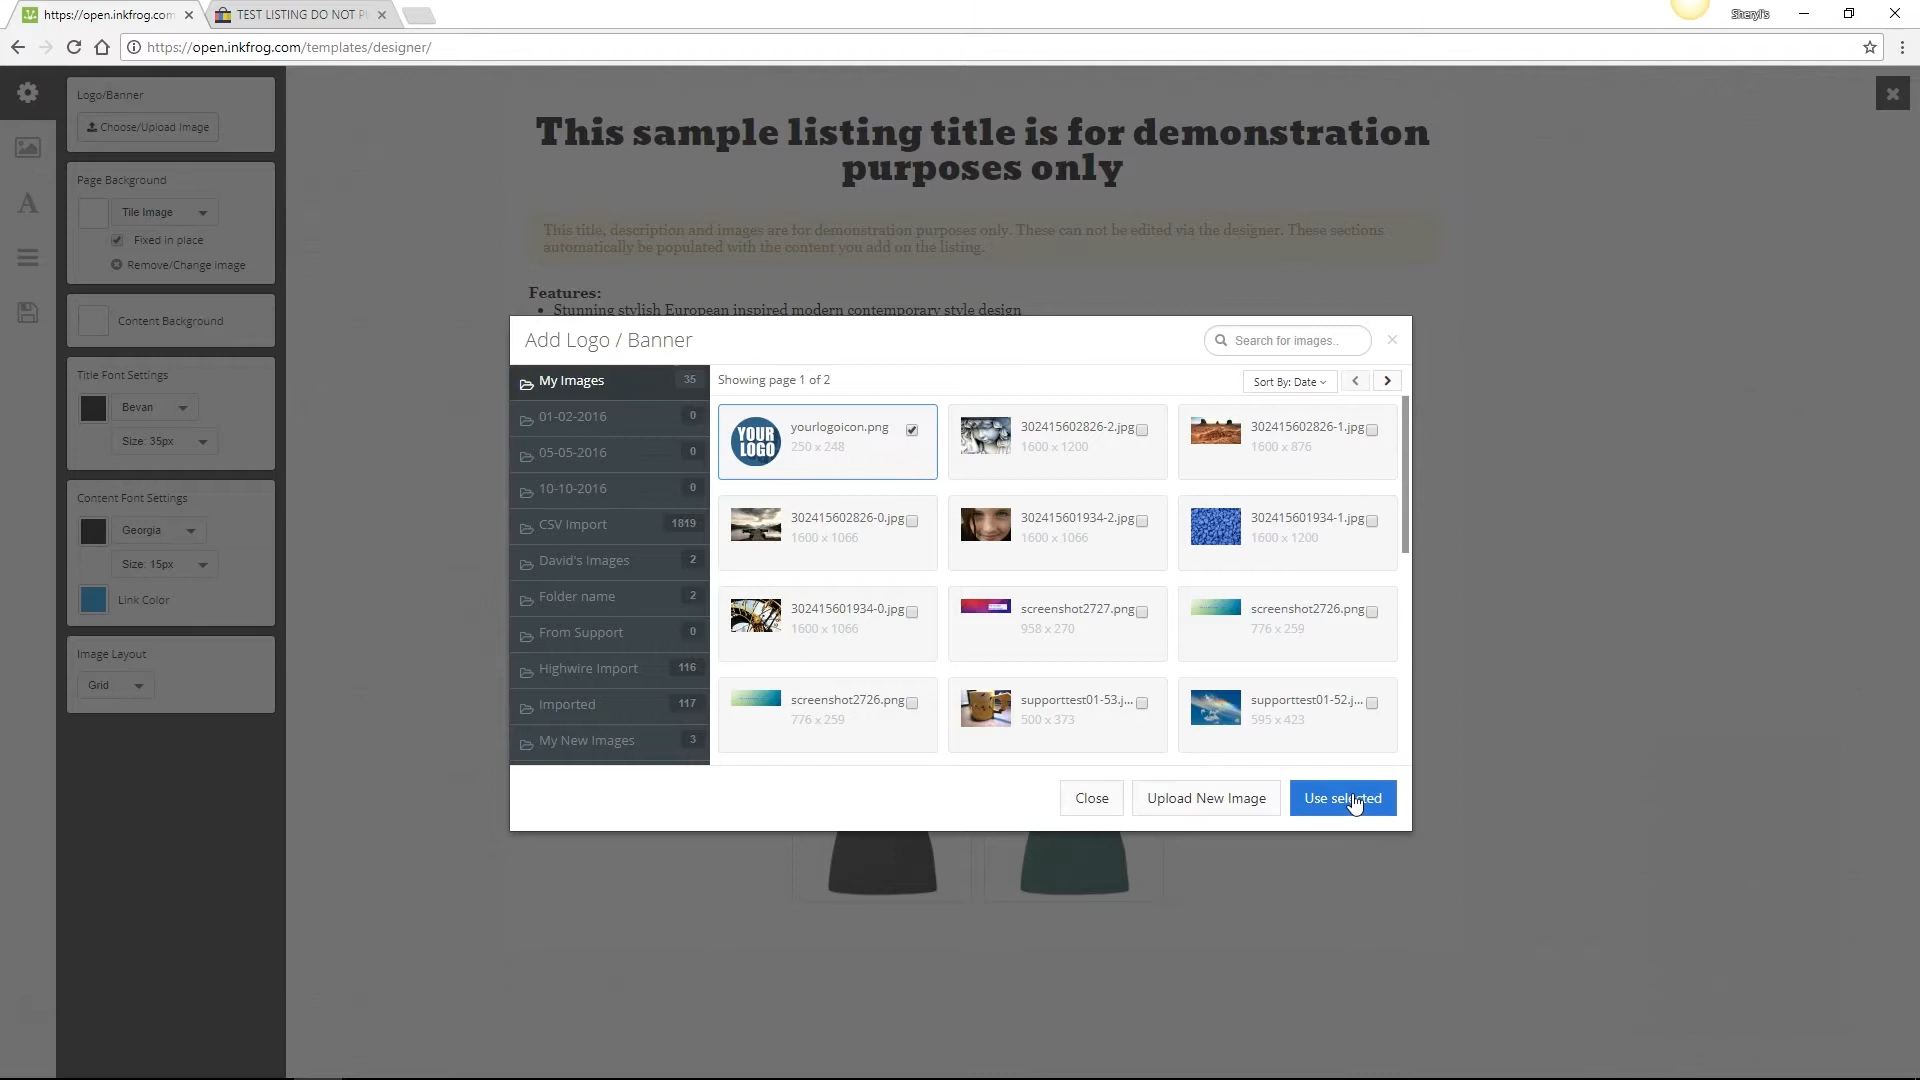 https://open.inkfrog.com
TEST LISTING DO NOT P
Sheryl's
https://open.inkfrog.com/templates/designer/
Logo/Banner
Choose/Upload Image
Page Background
Tile Image
Fixed in place
Remove/Change image
Content Background
Title Font Settings
Bevan
Size: 35px
Content Font Settings
Georgia
Size: 15px
Link Color
Image Layout
Grid
This sample listing title is for demonstration
purposes only
This title, description and images are for demonstration purposes only. These can not be edited via the designer. These sections
automatically be populated with the content you add on the listing.
Features:
• Stunning stylish European inspired modern contemporary style design
Add Logo / Banner
Search for images..
My Images 35
01-02-2016 0
05-05-2016 0
10-10-2016 0
CSV Import 1819
David's Images 2
Folder name 2
From Support 0
Highwire Import 116
Imported 117
My New Images 3
Showing page 1 of 2
Sort By: Date
YOUR
LOGO
yourlogoicon.png
250 x 248
302415602826-2.jpg
1600 x 1200
302415602826-1.jpg
1600 x 876
302415602826-0.jpg
1600 x 1066
302415601934-2.jpg
1600 x 1066
302415601934-1.jpg
1600 x 1200
302415601934-0.jpg
1600 x 1066
screenshot2727.png
958 x 270
screenshot2726.png
776 x 259
screenshot2726.png
776 x 259
supporttest01-53.j...
500 x 373
supporttest01-52.j...
595 x 423
Close
Upload New Image
Use selected